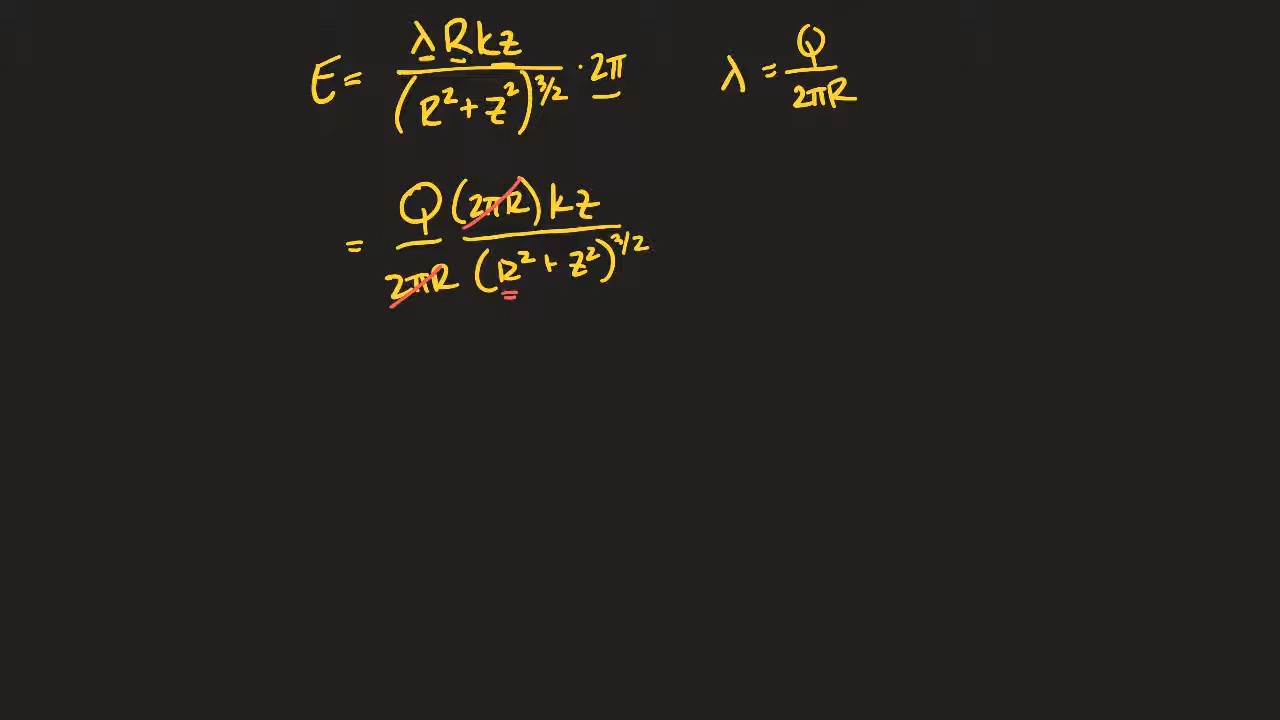 E = λRkz / (R² + z²)^3/2 · 2π    λ = Q / 2πR
= Q / 2πR (2πR)kz / (R² + z²)^3/2